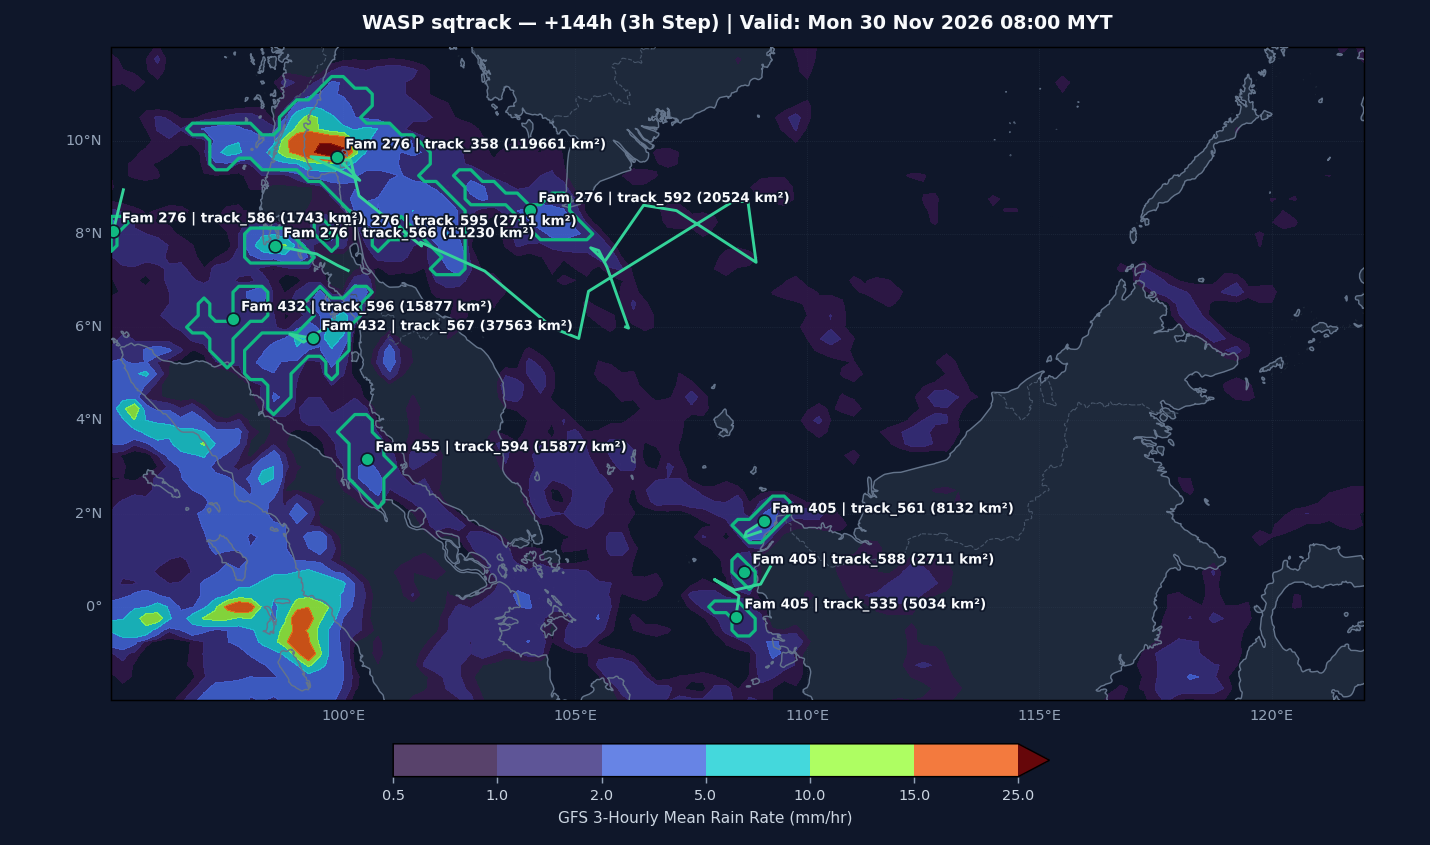 WASP sqtrack — +144h (3h Step) | Valid: Mon 30 Nov 2026 08:00 MYT
10°N
Fam 276 | track_358 (119661 km²)
Fam 276 | track_592 (20524 km²)
Fam 276 | track_586 (1743 km²)
276 | track_595 (2711 km²)
8°N
Fam 276 | track_566 (11230 km²)
Fam 432 | track_596 (15877 km²)
6°N
Fam 432 | track_567 (37563 km²)
4°N
Fam 455 | track_594 (15877 km²)
2°N
Fam 405 | track_561 (8132 km²)
Fam 405 | track_588 (2711 km²)
0°
Fam 405 | track_535 (5034 km²)
100°E 105°E 110°E 115°E 120°E
0.5 1.0 2.0 5.0 10.0 15.0 25.0
GFS 3-Hourly Mean Rain Rate (mm/hr)